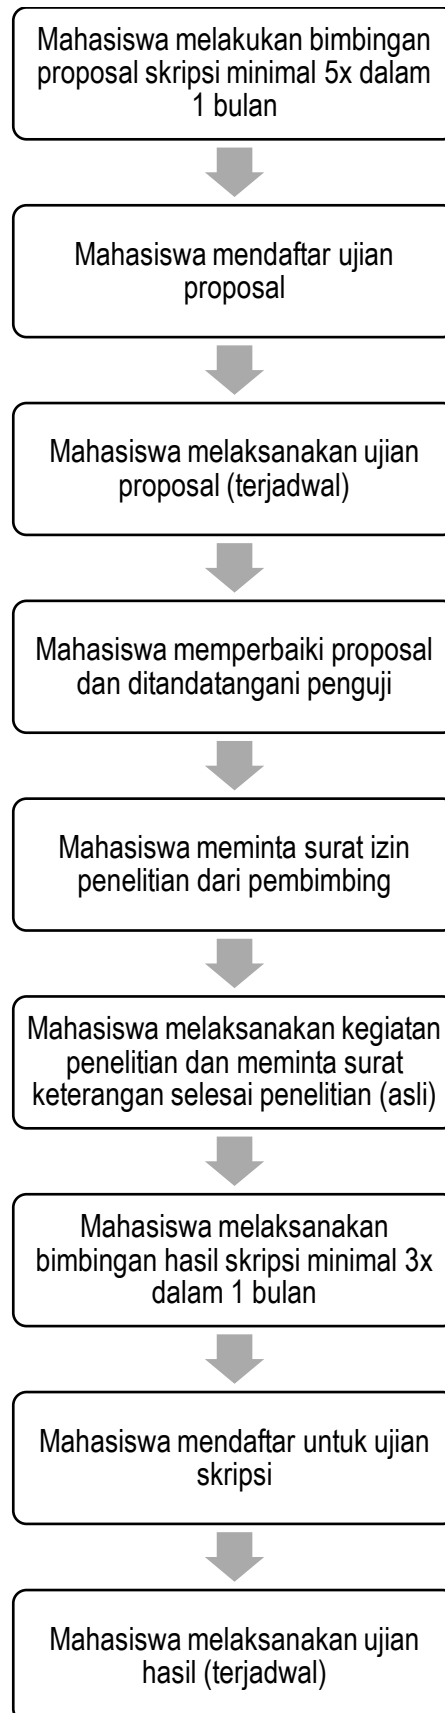 Mahasiswa melakukan bimbingan
proposal skripsi minimal 5x dalam
1 bulan
Mahasiswa mendaftar ujian
proposal
Mahasiswa melaksanakan ujian
proposal (terjadwal)
Mahasiswa memperbaiki proposal
dan ditandatangani penguji
Mahasiswa meminta surat izin
penelitian dari pembimbing
Mahasiswa melaksanakan kegiatan
penelitian dan meminta surat
keterangan selesai penelitian (asli)
Mahasiswa melaksanakan
bimbingan hasil skripsi minimal 3x
dalam 1 bulan
Mahasiswa mendaftar untuk ujian
skripsi
Mahasiswa melaksanakan ujian
hasil (terjadwal)